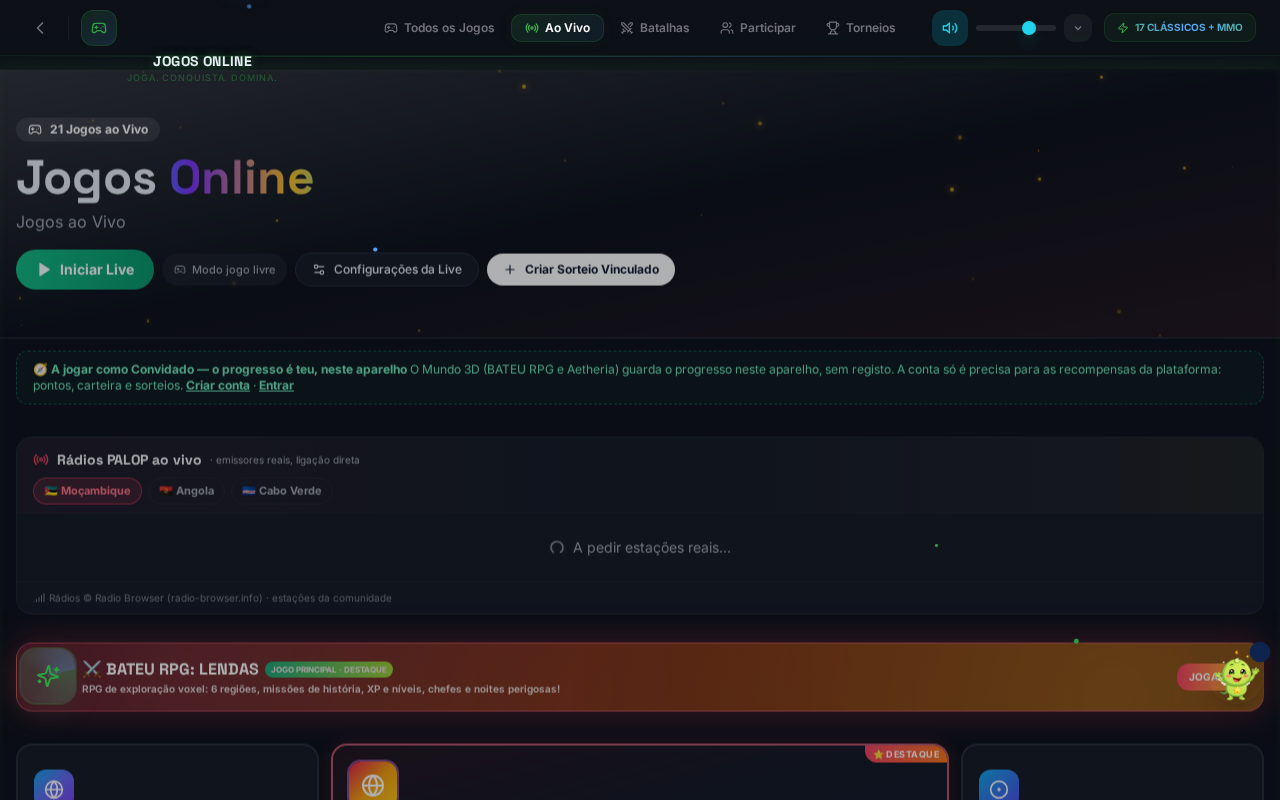 Todos os Jogos
Ao Vivo
Batalhas
Participar
Torneios
17 CLÁSSICOS + MMO
JOGOS ONLINE
JOGA. CONQUISTA. DOMINA.
21 Jogos ao Vivo
Jogos Online
Jogos ao Vivo
Iniciar Live
Modo jogo livre
Configurações da Live
Criar Sorteio Vinculado
🧭 A jogar como Convidado — o progresso é teu, neste aparelho O Mundo 3D (BATEU RPG e Aetheria) guarda o progresso neste aparelho, sem registo. A conta só é precisa para as recompensas da plataforma:
pontos, carteira e sorteios. Criar conta · Entrar
Rádios PALOP ao vivo · emissores reais, ligação direta
🇲🇿 Moçambique
🇦🇴 Angola
🇨🇻 Cabo Verde
A pedir estações reais...
Rádios © Radio Browser (radio-browser.info) · estações da comunidade
⚔️ BATEU RPG: LENDAS
JOGO PRINCIPAL · DESTAQUE
RPG de exploração voxel: 6 regiões, missões de história, XP e níveis, chefes e noites perigosas!
⭐ DESTAQUE